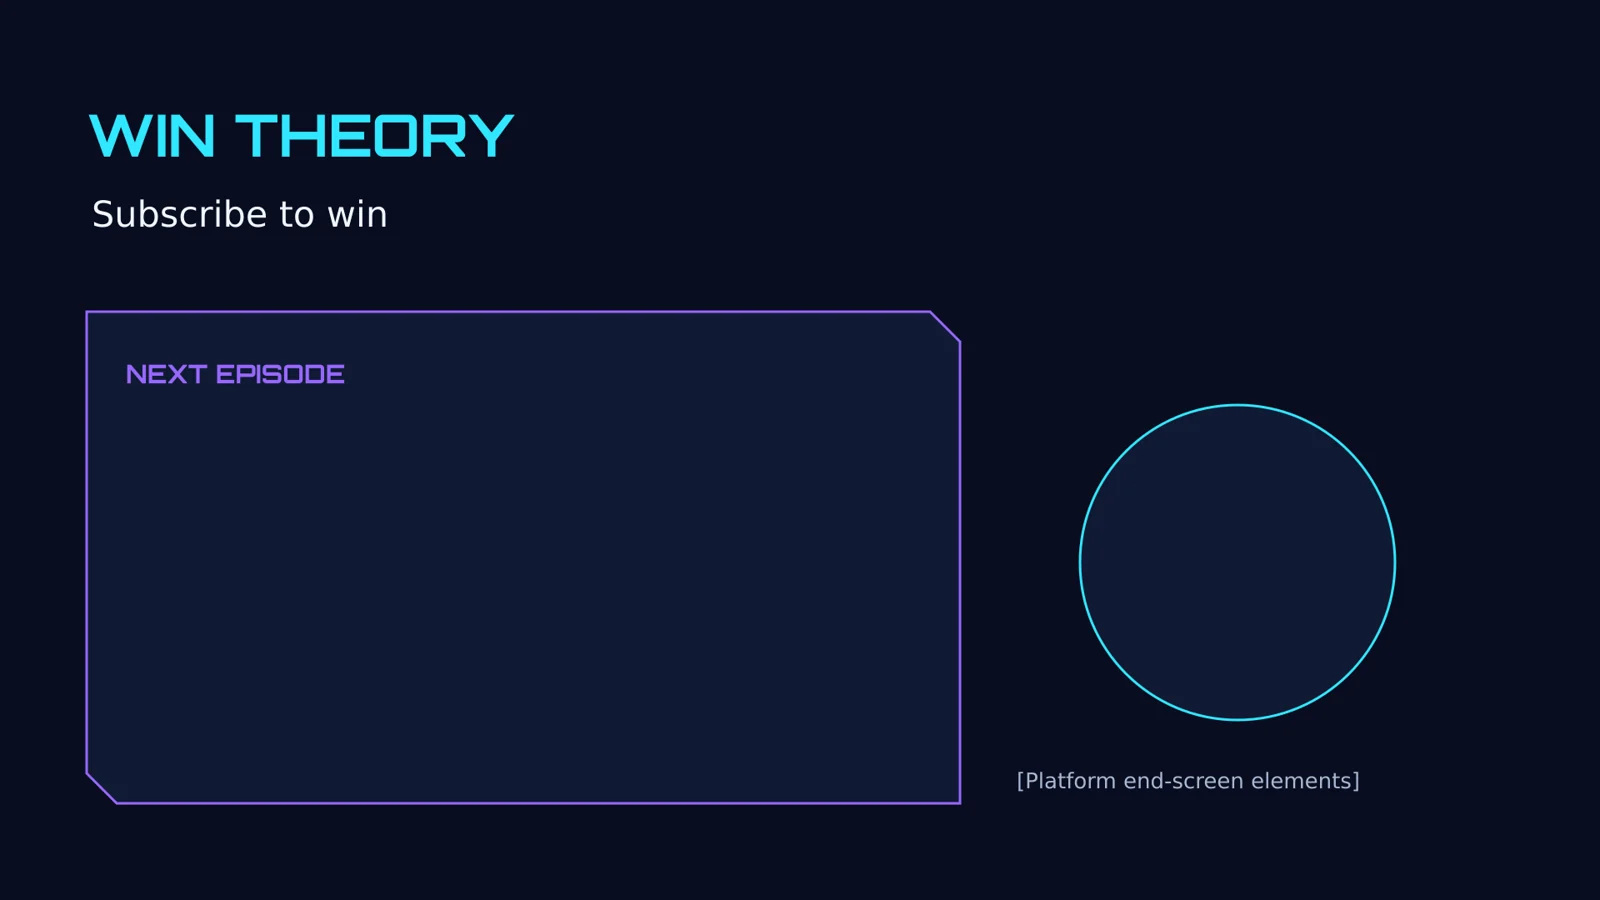 WIN THEORY
Subscribe to win
NEXT EPISODE
[Platform end-screen elements]